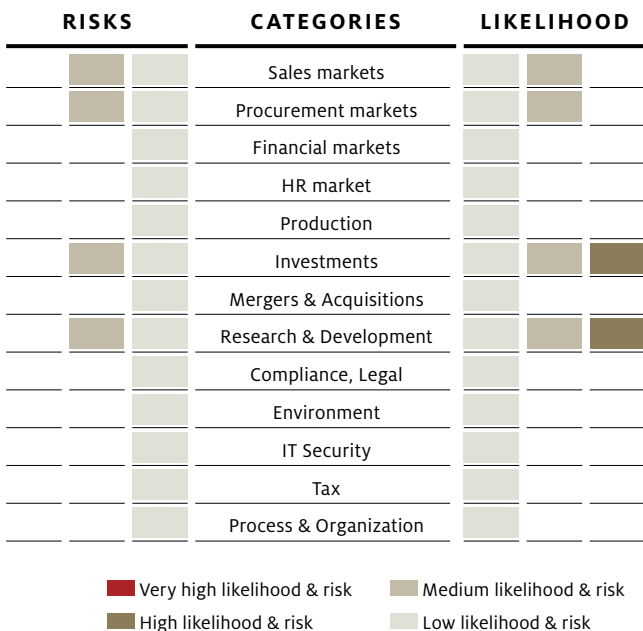 RISKS CATEGORIES LIKELIHOOD
Sales markets
Procurement markets
Financial markets
HR market
Production
Investments
Mergers & Acquisitions
Research & Development
Compliance, Legal
Environment
IT Security
Tax
Process & Organization
Very high likelihood & risk Medium likelihood & risk
High likelihood & risk Low likelihood & risk